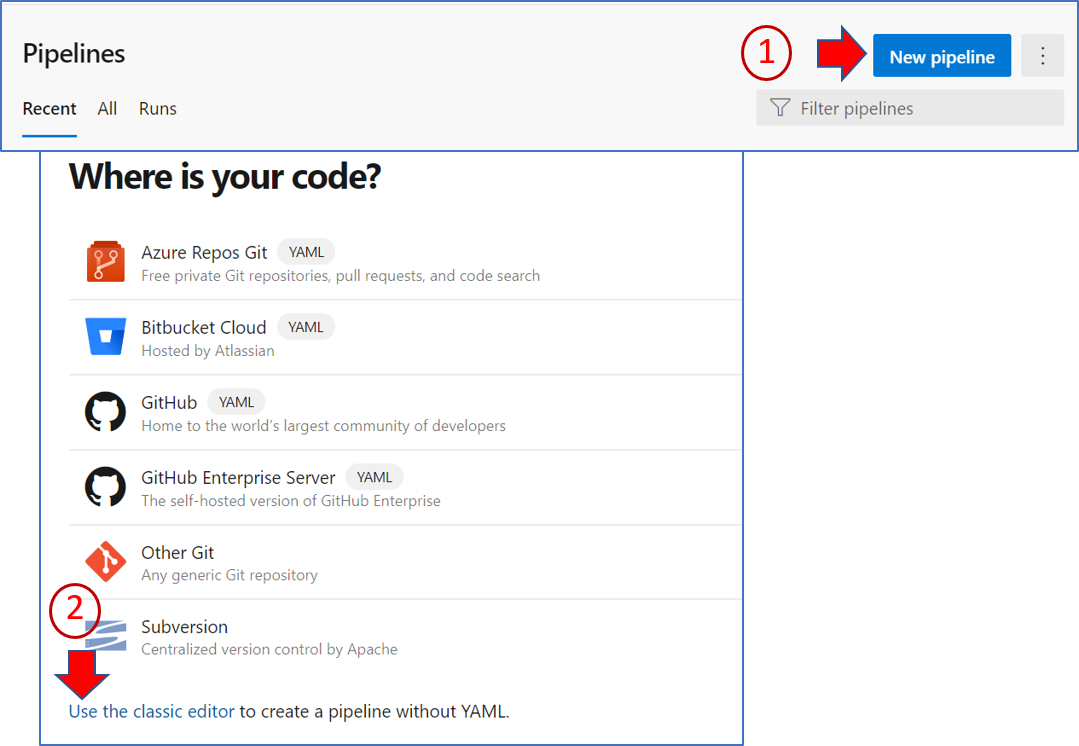 Pipelines
1
New pipeline
Recent All Runs
Filter pipelines
Where is your code?
Azure Repos Git YAML
Free private Git repositories, pull requests, and code search
Bitbucket Cloud YAML
Hosted by Atlassian
GitHub YAML
Home to the world’s largest community of developers
GitHub Enterprise Server YAML
The self-hosted version of GitHub Enterprise
Other Git
Any generic Git repository
2
Subversion
Centralized version control by Apache
Use the classic editor to create a pipeline without YAML.